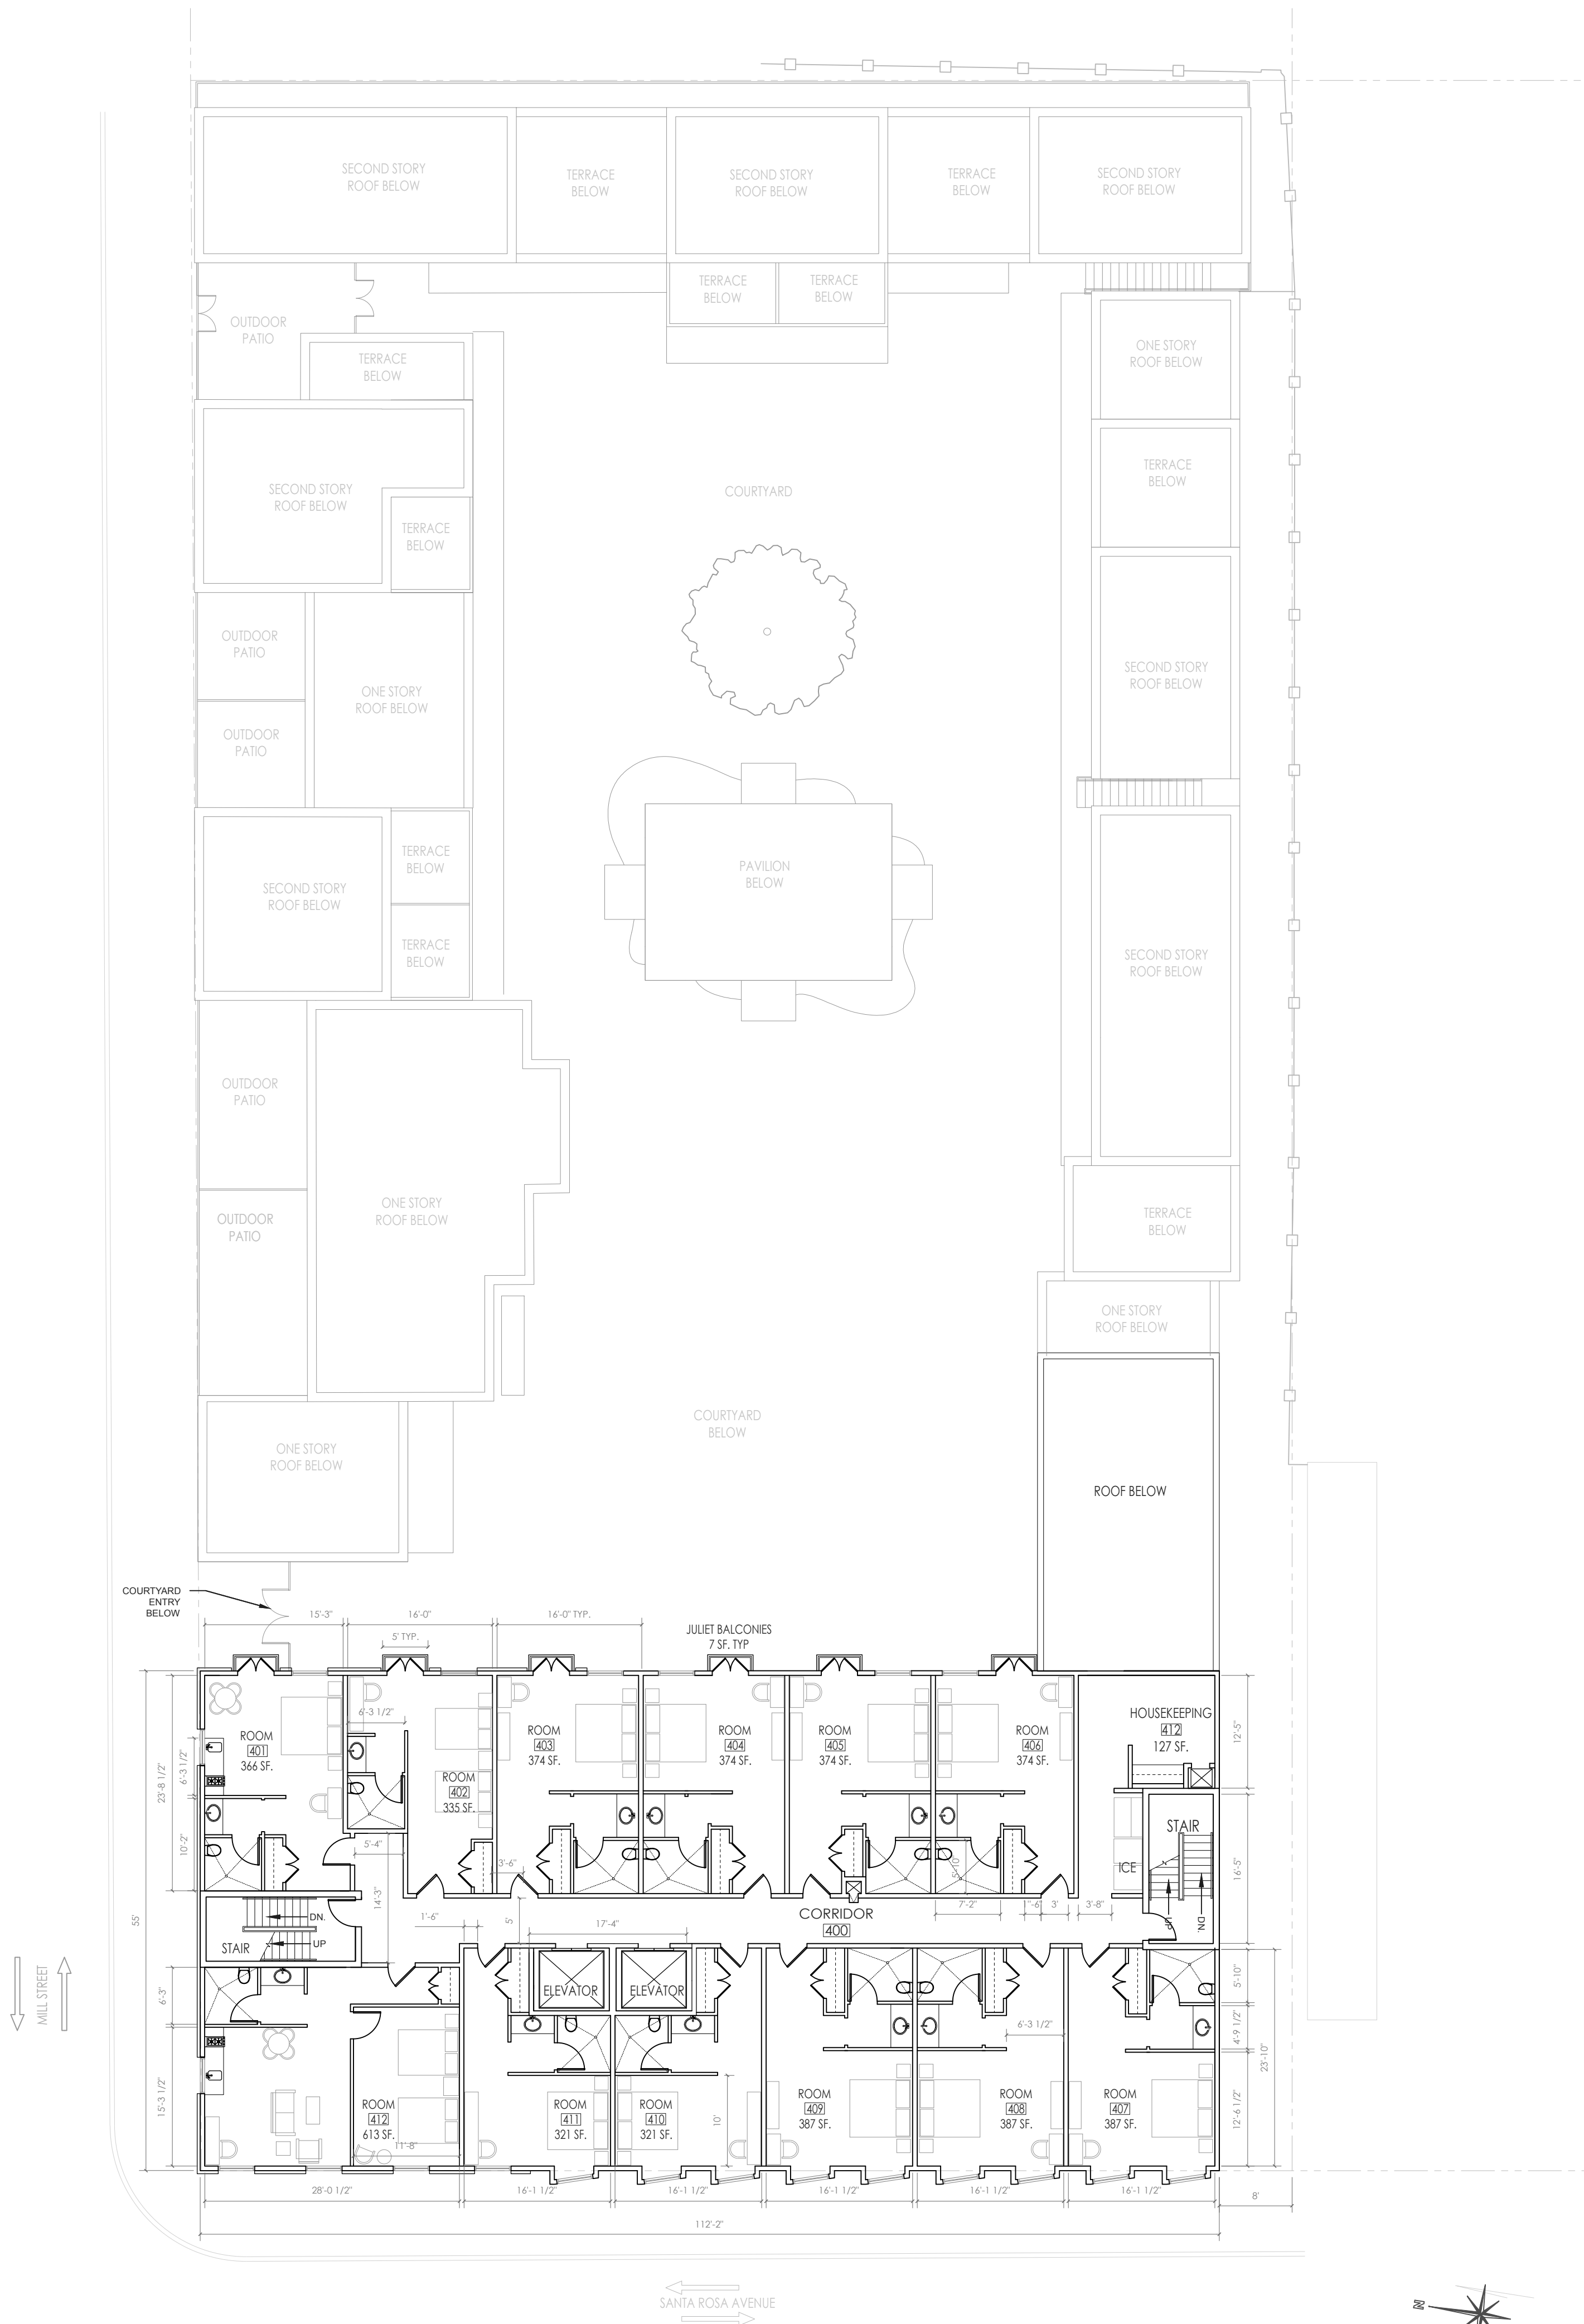 SECOND STORY
ROOF BELOW
TERRACE
BELOW
SECOND STORY
ROOF BELOW
TERRACE
BELOW
SECOND STORY
ROOF BELOW
TERRACE
BELOW
TERRACE
BELOW
OUTDOOR
PATIO
TERRACE
BELOW
ONE STORY
ROOF BELOW
SECOND STORY
ROOF BELOW
TERRACE
BELOW
COURTYARD
TERRACE
BELOW
OUTDOOR
PATIO
ONE STORY
ROOF BELOW
SECOND STORY
ROOF BELOW
OUTDOOR
PATIO
SECOND STORY
ROOF BELOW
TERRACE
BELOW
TERRACE
BELOW
PAVILION
BELOW
SECOND STORY
ROOF BELOW
OUTDOOR
PATIO
ONE STORY
ROOF BELOW
OUTDOOR
PATIO
TERRACE
BELOW
ONE STORY
ROOF BELOW
COURTYARD
BELOW
ONE STORY
ROOF BELOW
ROOF BELOW
COURTYARD
ENTRY
BELOW
15'-3"
16'-0"
16'-0" TYP.
5' TYP.
JULIET BALCONIES
7 SF. TYP
ROOM
401
366 SF.
6'-3 1/2"
ROOM
402
335 SF.
ROOM
403
374 SF.
ROOM
404
374 SF.
ROOM
405
374 SF.
ROOM
406
374 SF.
HOUSEKEEPING
412
127 SF.
12'-5"
23'-8 1/2"
6'-3 1/2"
10'-2"
5'-4"
14'-3"
3'-6"
5'-10"
ICE
STAIR
UP
DN.
16'-5"
55'
STAIR
DN.
UP
1'-6"
5'
17'-4"
CORRIDOR
400
7'-2"
1'-6"
3'
3'-8"
ELEVATOR
ELEVATOR
6'-3"
15'-3 1/2"
ROOM
412
613 SF.
11'-8"
ROOM
411
321 SF.
ROOM
410
321 SF.
10'
ROOM
409
387 SF.
6'-3 1/2"
ROOM
408
387 SF.
ROOM
407
387 SF.
5'-10"
4'-9 1/2"
12'-6 1/2"
23'-10"
28'-0 1/2"
16'-1 1/2"
16'-1 1/2"
16'-1 1/2"
16'-1 1/2"
16'-1 1/2"
8'
112'-2"
MILL STREET
SANTA ROSA AVENUE
N